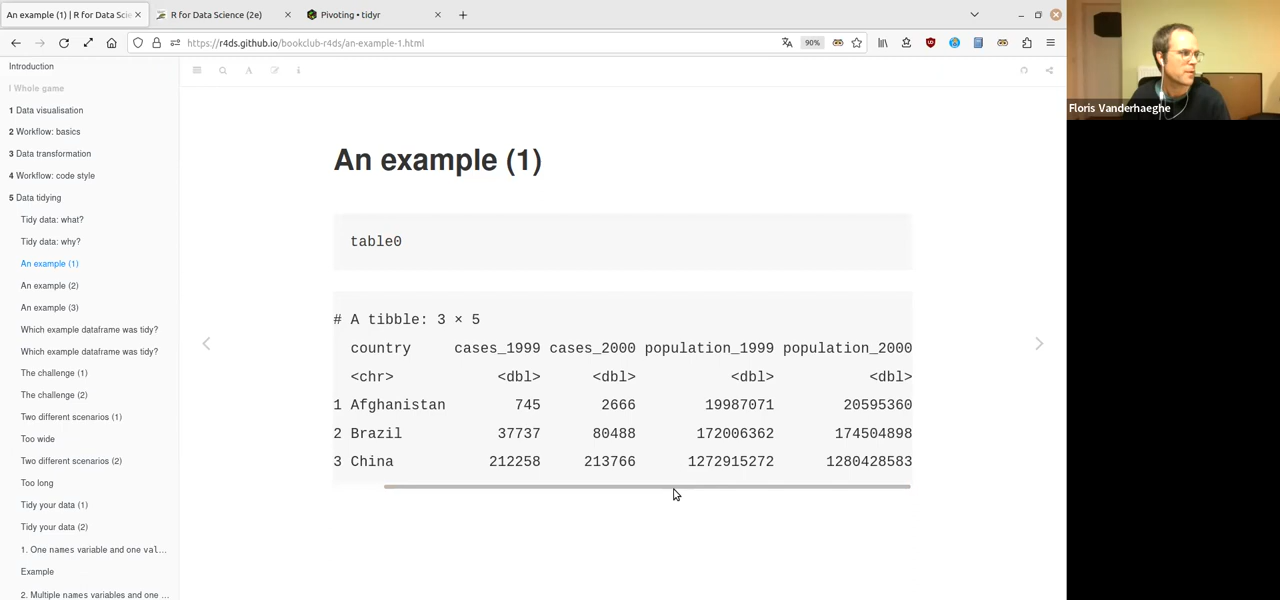 An example (1) | R for Data Scie
R for Data Science (2e)
Pivoting • tidyr
https://r4ds.github.io/bookclub-r4ds/an-example-1.html
90%
Floris Vanderhaeghe
Introduction
I Whole game
1 Data visualisation
2 Workflow: basics
3 Data transformation
4 Workflow: code style
5 Data tidying
Tidy data: what?
Tidy data: why?
An example (1)
An example (2)
An example (3)
Which example dataframe was tidy?
Which example dataframe was tidy?
The challenge (1)
The challenge (2)
Two different scenarios (1)
Too wide
Two different scenarios (2)
Too long
Tidy your data (1)
Tidy your data (2)
1. One names variable and one val…
Example
2. Multiple names variables and one …
An example (1)
table0
# A tibble: 3 × 5
country cases_1999 cases_2000 population_1999 population_2000
<chr> <dbl> <dbl> <dbl> <dbl>
1 Afghanistan 745 2666 19987071 20595360
2 Brazil 37737 80488 172006362 174504898
3 China 212258 213766 1272915272 1280428583